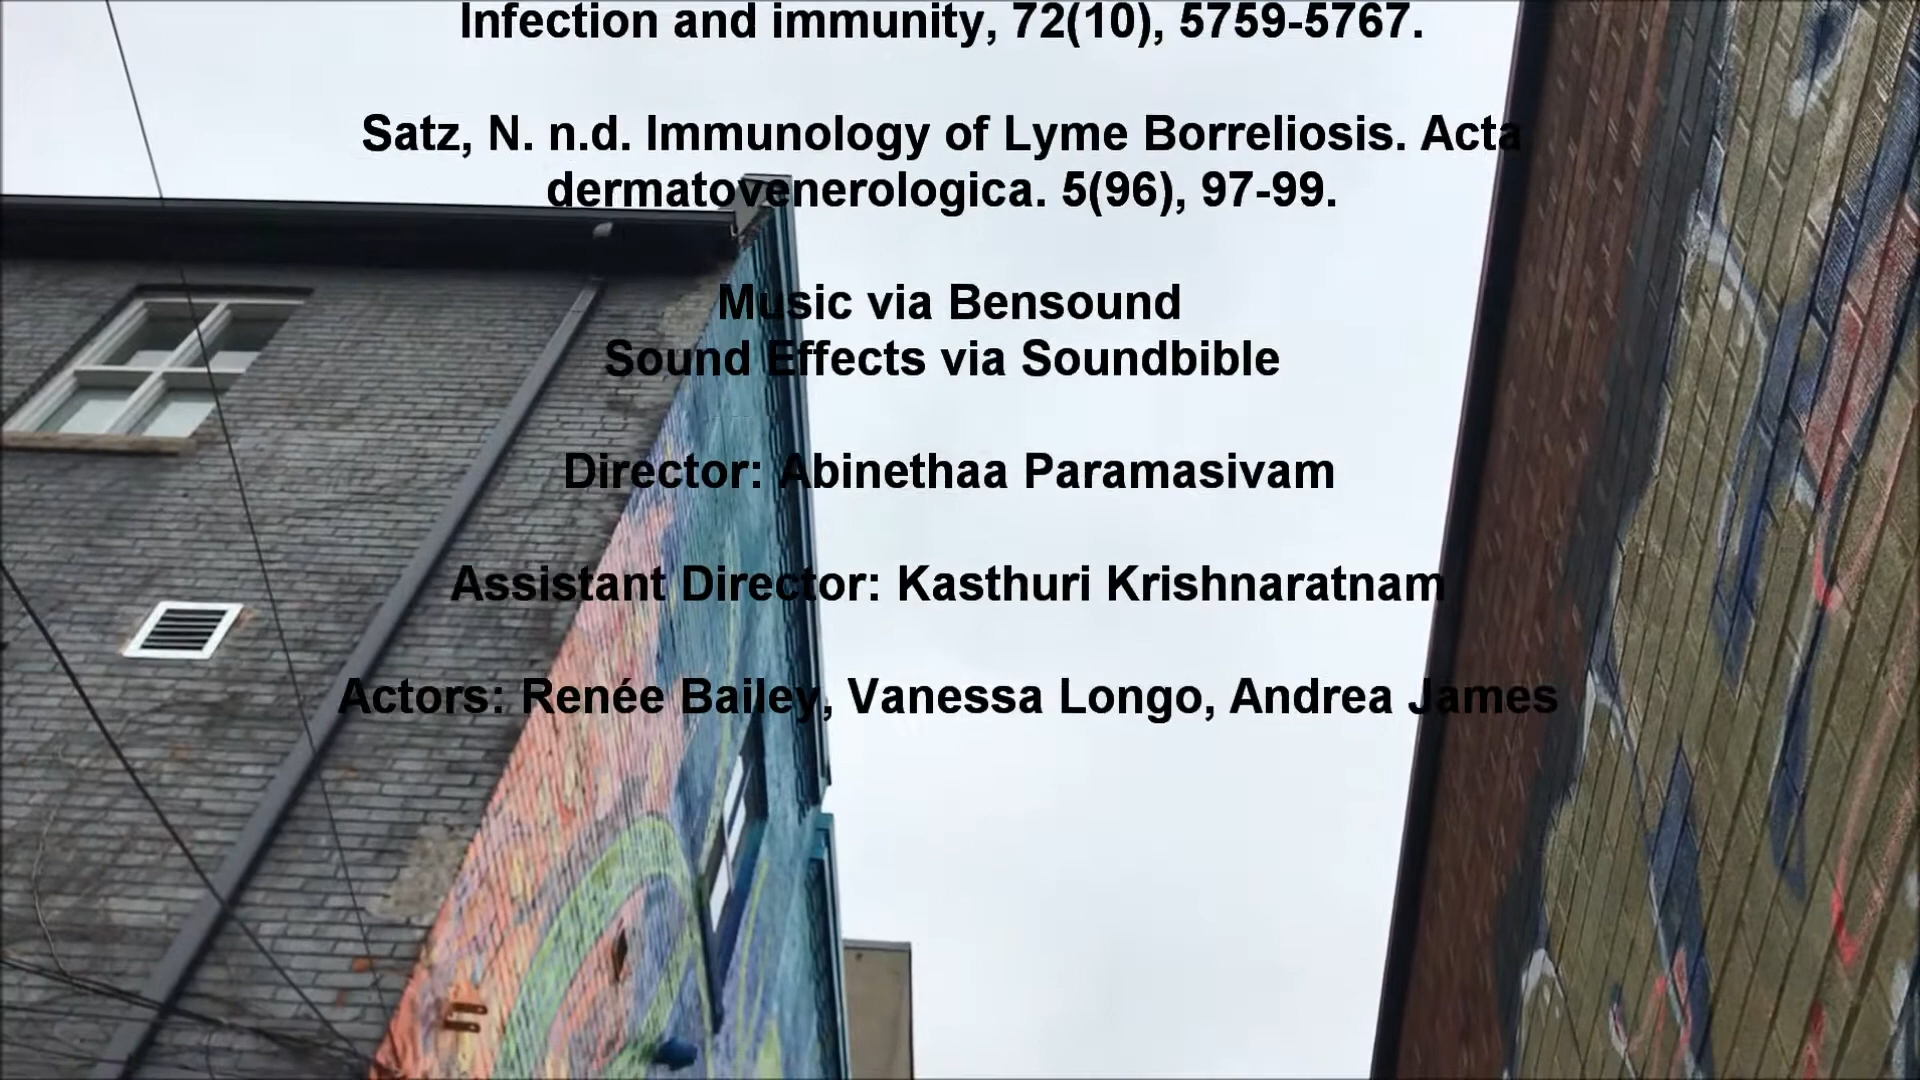 Infection and immunity, 72(10), 5759-5767.
Satz, N. n.d. Immunology of Lyme Borreliosis. Acta
dermatovenerologica. 5(96), 97-99.
Music via Bensound
Sound Effects via Soundbible
Director: Abinethaa Paramasivam
Assistant Director: Kasthuri Krishnaratnam
Actors: Renée Bailey, Vanessa Longo, Andrea James